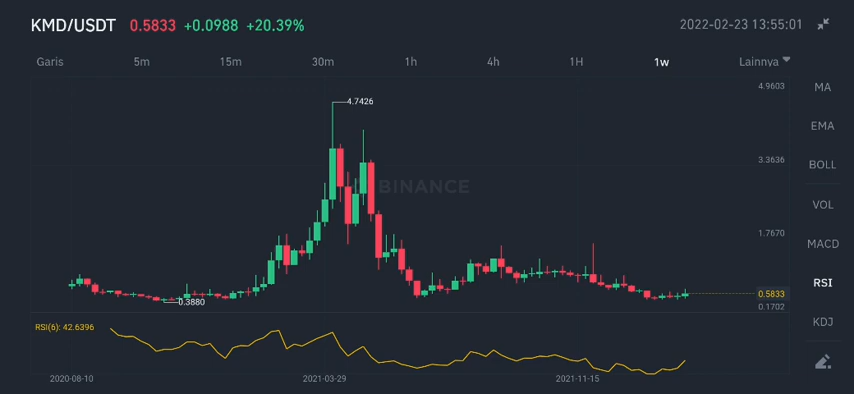 KMD/USDT 0.5833 +0.0988 +20.39% 2022-02-23 13:55:01
Garis 5m 15m 30m 1h 4h 1H 1w Lainnya
4.9603
MA
4.7426
EMA
3.3636
BOLL
BINANCE
VOL
1.7670
MACD
RSI
0.5833
0.3880
0.1702
KDJ
RSI(6): 42.6396
2020-08-10 2021-03-29 2021-11-15